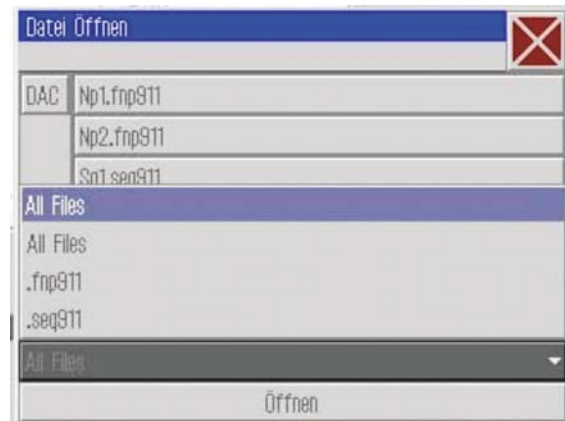 Datei Öffnen
DAC Np1.fnp911
Np2.fnp911
Sq1.seq911
All Files
All Files
.fnp911
.seq911
All Files
Öffnen